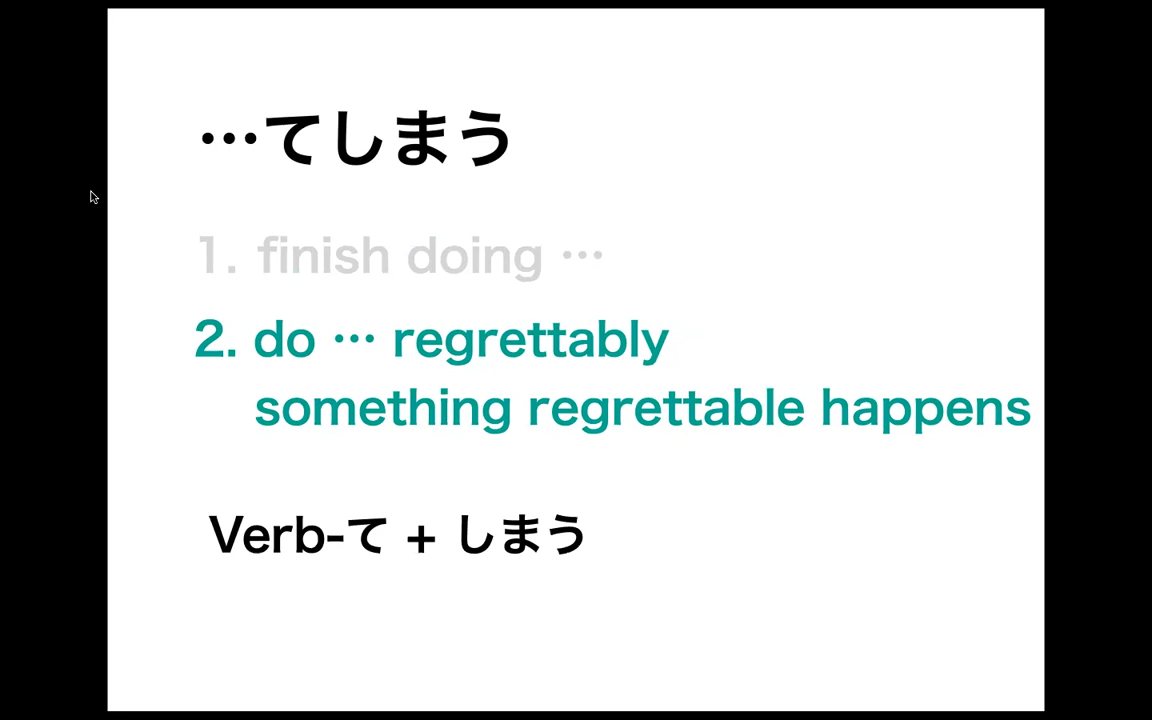 …てしまう
1. finish doing …
2. do … regrettably
something regrettable happens
Verb-て + しまう